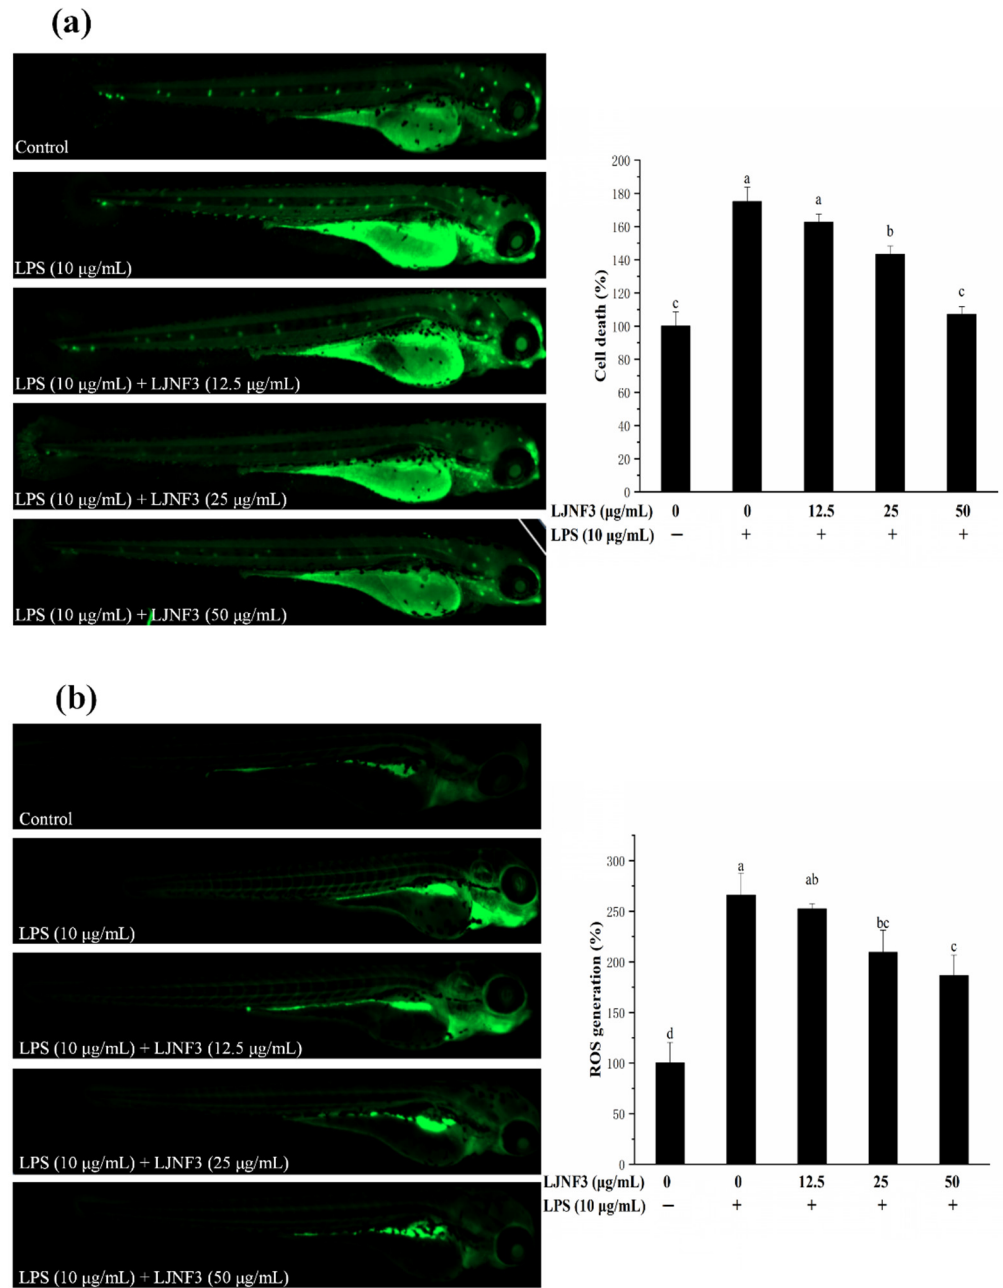 (a)
Control
LPS (10 μg/mL)
LPS (10 μg/mL) + LJNF3 (12.5 μg/mL)
LPS (10 μg/mL) + LJNF3 (25 μg/mL)
LPS (10 μg/mL) + LJNF3 (50 μg/mL)
Cell death (%)
200
180
160
140
120
100
80
60
40
20
0
c
a
a
b
c
LJNF3 (μg/mL) 0 0 12.5 25 50
LPS (10 μg/mL) − + + + +
(b)
Control
LPS (10 μg/mL)
LPS (10 μg/mL) + LJNF3 (12.5 μg/mL)
LPS (10 μg/mL) + LJNF3 (25 μg/mL)
LPS (10 μg/mL) + LJNF3 (50 μg/mL)
ROS generation (%)
300
250
200
150
100
50
0
d
a
ab
bc
c
LJNF3 (μg/mL) 0 0 12.5 25 50
LPS (10 μg/mL) − + + + +